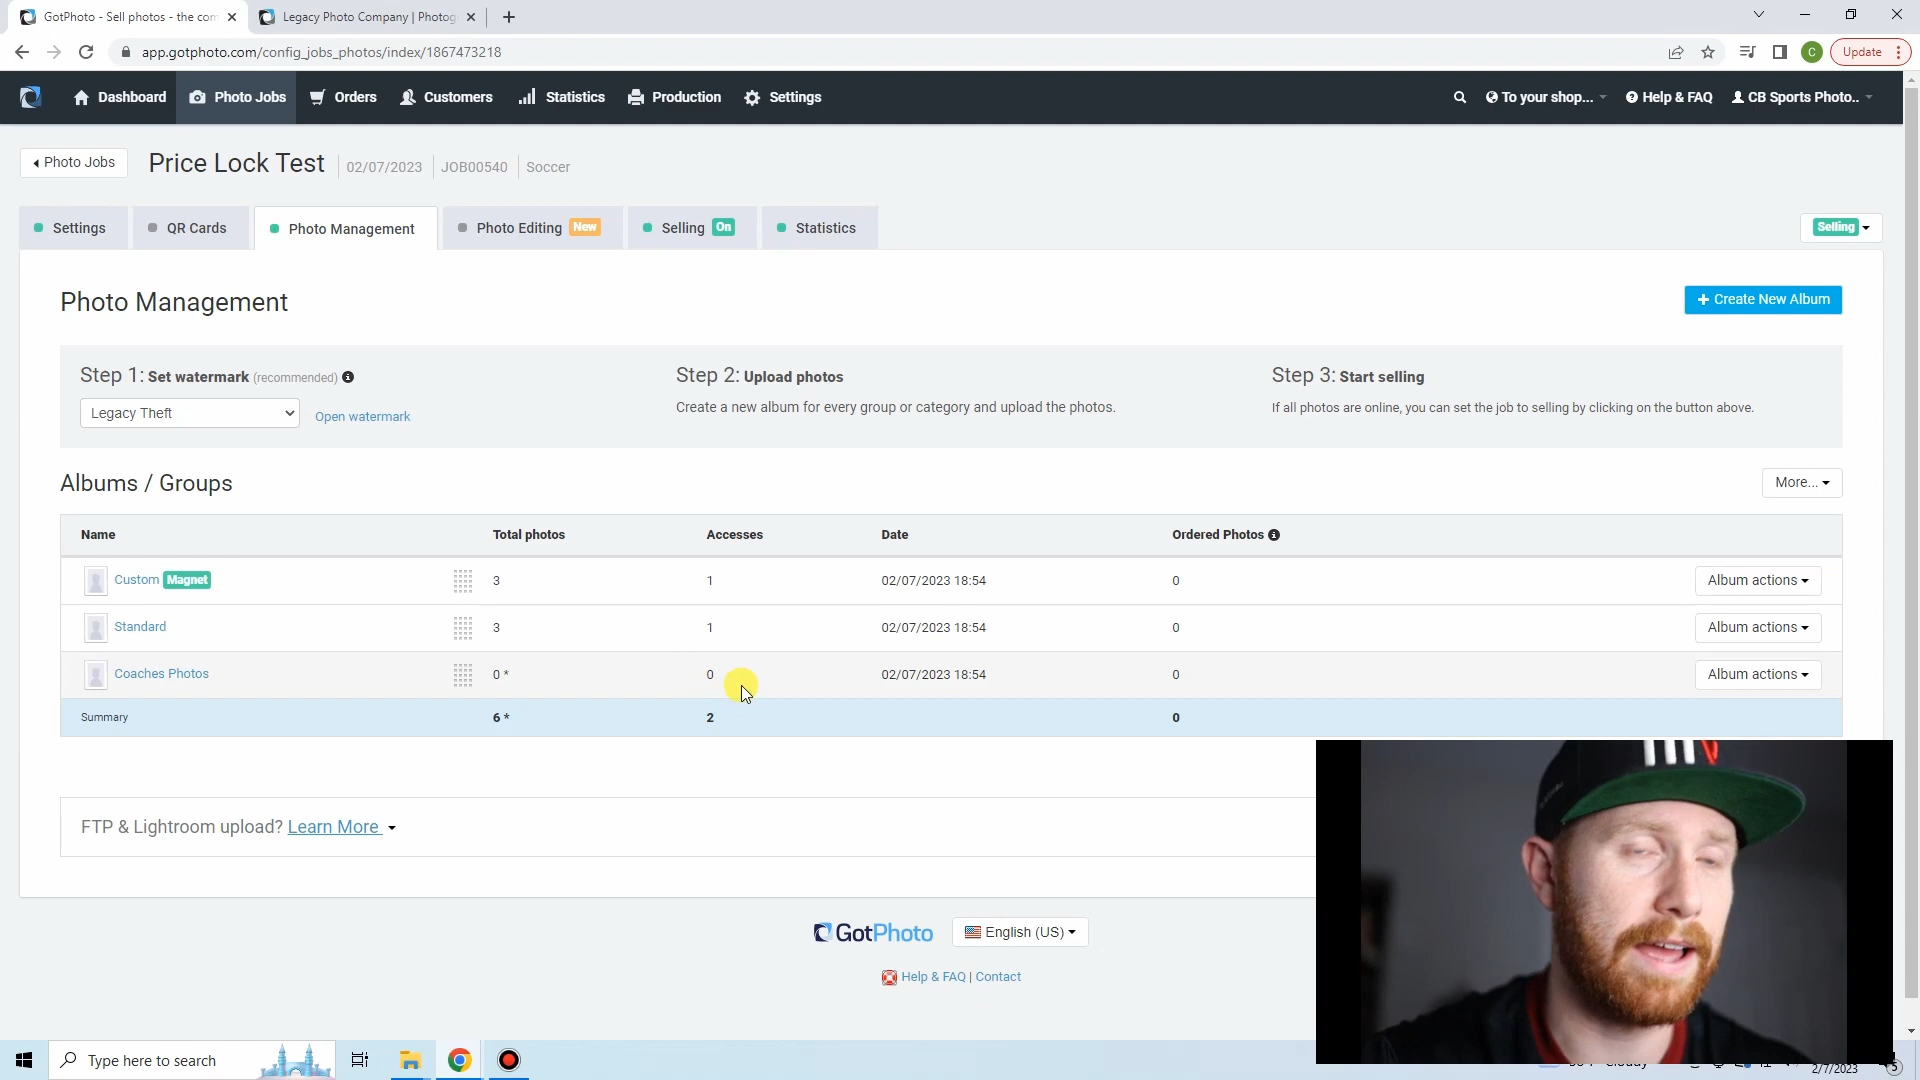 GotPhoto - Sell photos - the com
Legacy Photo Company | Photog
app.gotphoto.com/config_jobs_photos/index/1867473218
C
Update
Dashboard
Photo Jobs
Orders
Customers
Statistics
Production
Settings
To your shop...
Help & FAQ
CB Sports Photo..
Photo Jobs
Price Lock Test
02/07/2023
JOB00540
Soccer
Settings
QR Cards
Photo Management
Photo Editing New
Selling On
Statistics
Selling
Photo Management
+ Create New Album
Step 1: Set watermark (recommended)
Step 2: Upload photos
Step 3: Start selling
Legacy Theft
Open watermark
Create a new album for every group or category and upload the photos.
If all photos are online, you can set the job to selling by clicking on the button above.
Albums / Groups
More...
Name Total photos Accesses Date Ordered Photos
Custom Magnet 3 1 02/07/2023 18:54 0 Album actions
Standard 3 1 02/07/2023 18:54 0 Album actions
Coaches Photos 0 * 0 02/07/2023 18:54 0 Album actions
Summary 6 * 2 0
FTP & Lightroom upload? Learn More
GotPhoto
English (US)
Help & FAQ | Contact
Type here to search
2/7/2023
5